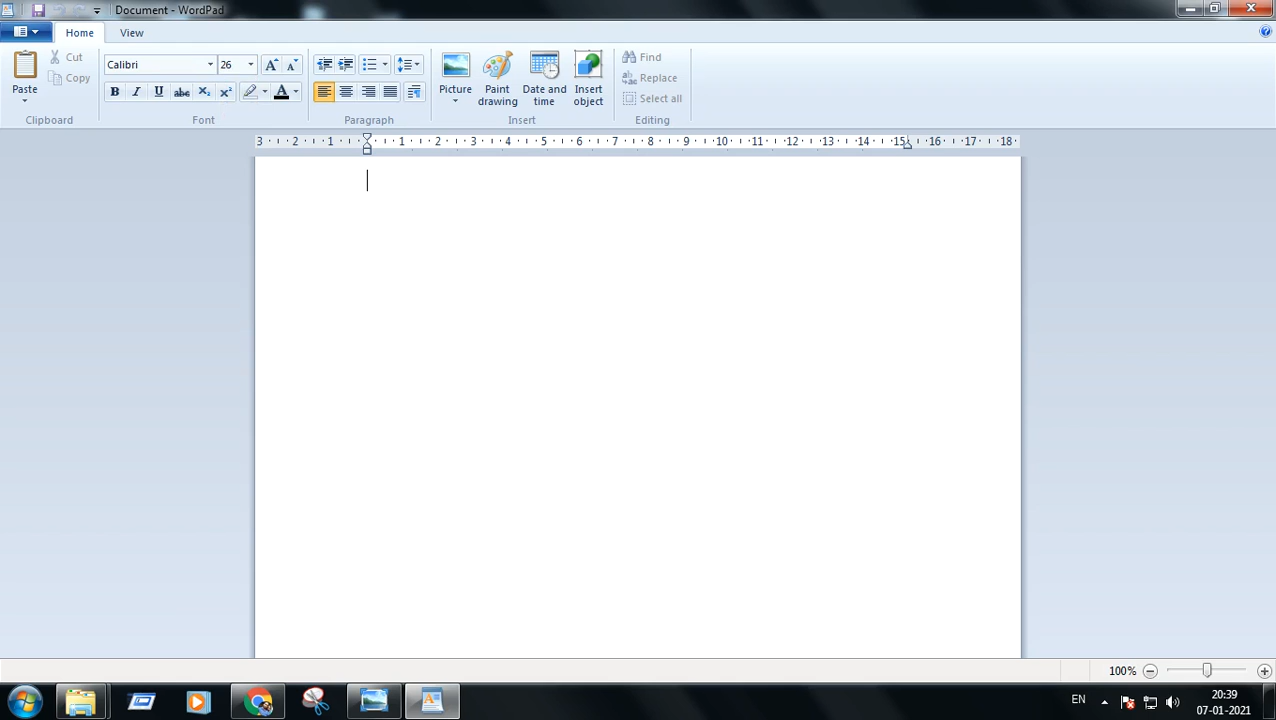 Document - WordPad
Home View
Paste
Cut
Copy
Clipboard
Calibri 26
B I U abc X₂ X²
A
Font
Paragraph
Picture
Paint drawing
Date and time
Insert object
Insert
Find
Replace
Select all
Editing
3 2 1 1 2 3 4 5 6 7 8 9 10 11 12 13 14 15 16 17 18
100%
EN
20:39
07-01-2021